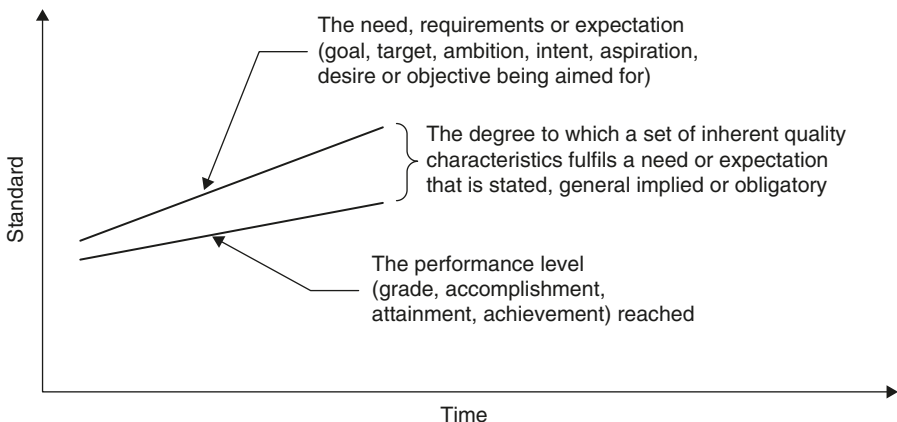 The need, requirements or expectation
(goal, target, ambition, intent, aspiration,
desire or objective being aimed for)
The degree to which a set of inherent quality
characteristics fulfils a need or expectation
that is stated, general implied or obligatory
Standard
The performance level
(grade, accomplishment,
attainment, achievement) reached
Time